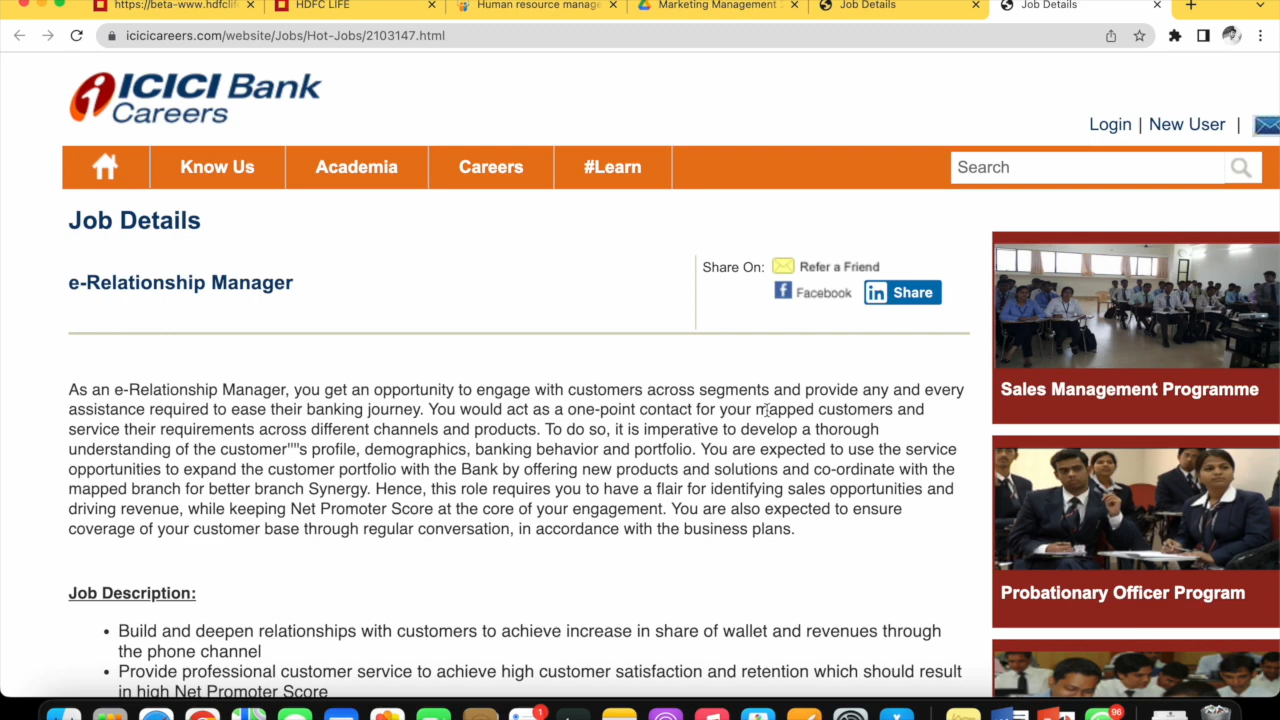 https://beta-www.hdfclif
HDFC LIFE
Human resource manage
Marketing Management
Job Details
Job Details
icicicareers.com/website/Jobs/Hot-Jobs/2103147.html
ICICI Bank
Careers
Login | New User |
Know Us
Academia
Careers
#Learn
Search
Job Details
e-Relationship Manager
Share On:
Refer a Friend
Facebook
in Share
As an e-Relationship Manager, you get an opportunity to engage with customers across segments and provide any and every
assistance required to ease their banking journey. You would act as a one-point contact for your mapped customers and
service their requirements across different channels and products. To do so, it is imperative to develop a thorough
understanding of the customer""'s profile, demographics, banking behavior and portfolio. You are expected to use the service
opportunities to expand the customer portfolio with the Bank by offering new products and solutions and co-ordinate with the
mapped branch for better branch Synergy. Hence, this role requires you to have a flair for identifying sales opportunities and
driving revenue, while keeping Net Promoter Score at the core of your engagement. You are also expected to ensure
coverage of your customer base through regular conversation, in accordance with the business plans.
Job Description:
• Build and deepen relationships with customers to achieve increase in share of wallet and revenues through
the phone channel
• Provide professional customer service to achieve high customer satisfaction and retention which should result
in high Net Promoter Score
Sales Management Programme
Probationary Officer Program
1
96